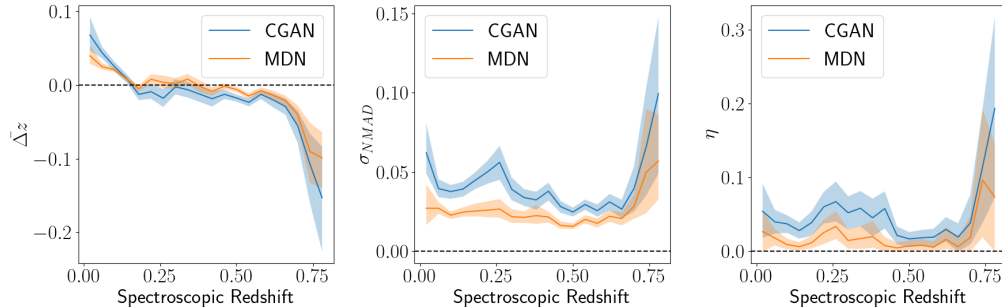 0.1
0.0
−0.1
−0.2
Δ̄z
CGAN
MDN
0.00 0.25 0.50 0.75
Spectroscopic Redshift
0.15
0.10
0.05
0.00
σNMAD
CGAN
MDN
0.00 0.25 0.50 0.75
Spectroscopic Redshift
0.3
0.2
0.1
0.0
η
CGAN
MDN
0.00 0.25 0.50 0.75
Spectroscopic Redshift